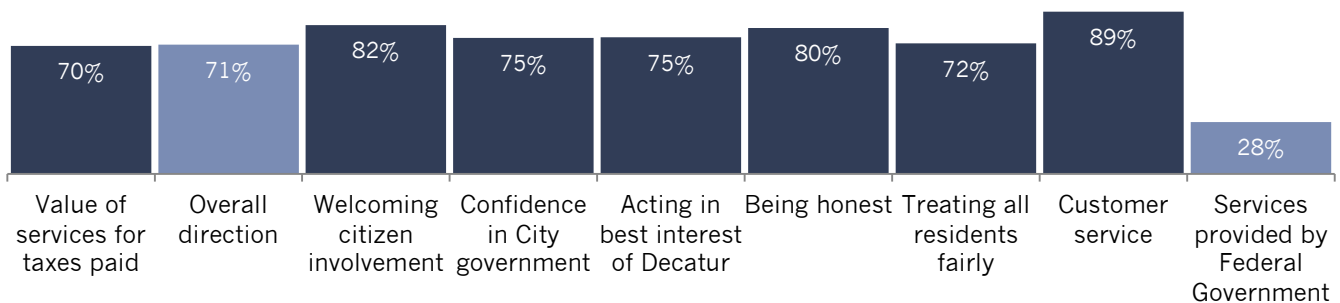 70%
71%
82%
75%
75%
80%
72%
89%
28%
Value of
services for
taxes paid
Overall
direction
Welcoming
citizen
involvement
Confidence
in City
government
Acting in
best interest
of Decatur
Being honest
Treating all
residents
fairly
Customer
service
Services
provided by
Federal
Government